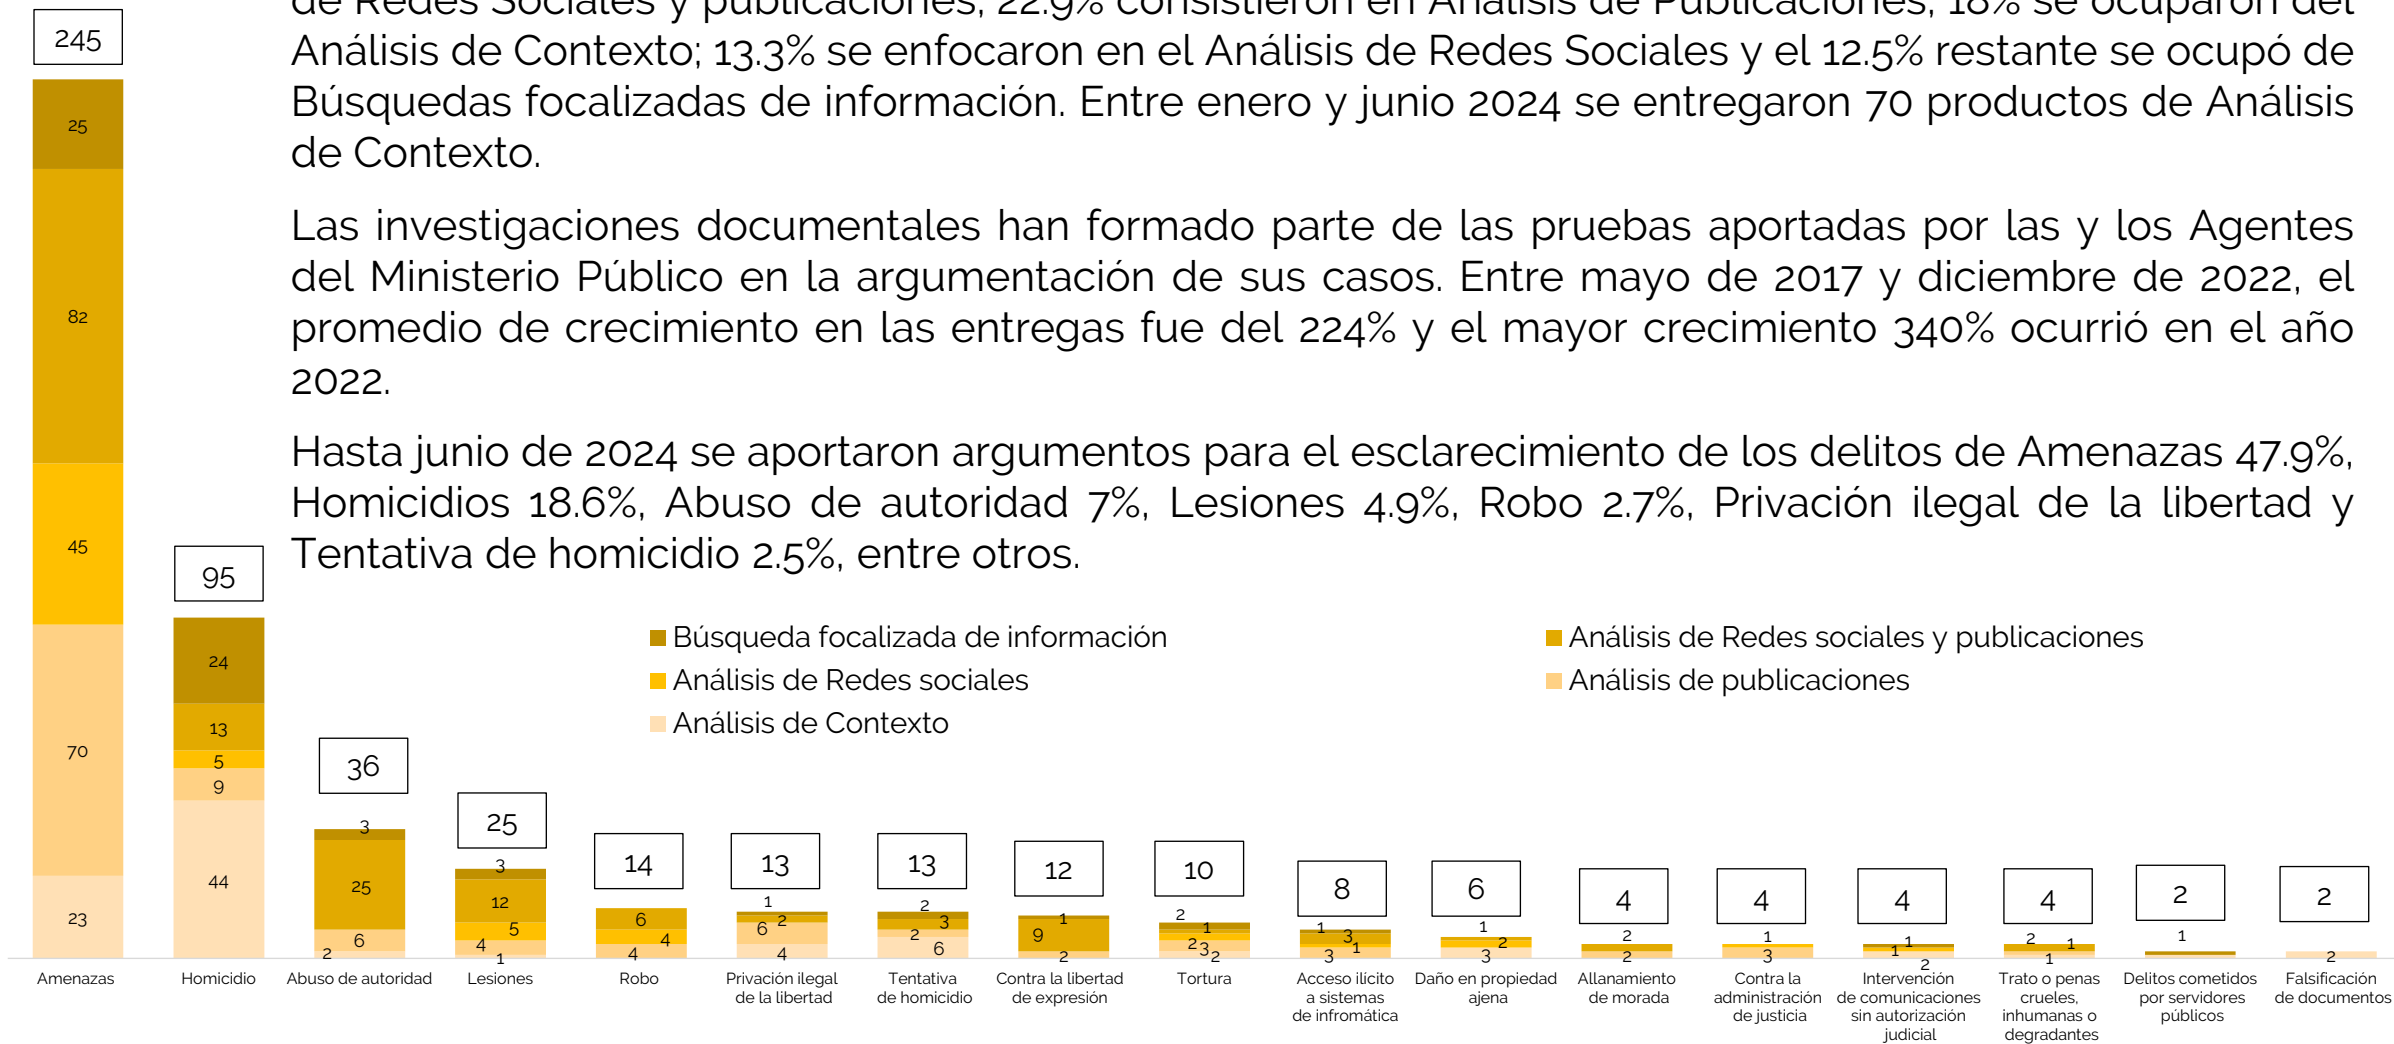 de Redes Sociales y publicaciones; 22.9% consistieron en Análisis de Publicaciones; 18% se ocuparon del
Análisis de Contexto; 13.3% se enfocaron en el Análisis de Redes Sociales y el 12.5% restante se ocupó de
Búsquedas focalizadas de información. Entre enero y junio 2024 se entregaron 70 productos de Análisis
de Contexto.
Las investigaciones documentales han formado parte de las pruebas aportadas por las y los Agentes
del Ministerio Público en la argumentación de sus casos. Entre mayo de 2017 y diciembre de 2022, el
promedio de crecimiento en las entregas fue del 224% y el mayor crecimiento 340% ocurrió en el año
2022.
Hasta junio de 2024 se aportaron argumentos para el esclarecimiento de los delitos de Amenazas 47.9%,
Homicidios 18.6%, Abuso de autoridad 7%, Lesiones 4.9%, Robo 2.7%, Privación ilegal de la libertad y
Tentativa de homicidio 2.5%, entre otros.
Búsqueda focalizada de información
Análisis de Redes sociales y publicaciones
Análisis de Redes sociales
Análisis de publicaciones
Análisis de Contexto
245
25
82
45
70
23
Amenazas
95
24
13
5
9
44
Homicidio
36
3
25
6
2
Abuso de autoridad
25
3
12
5
4
1
Lesiones
14
6
4
4
Robo
13
1
2
6
4
Privación ilegal
de la libertad
13
2
3
2
6
Tentativa
de homicidio
12
1
9
2
Contra la libertad
de expresión
10
2
1
2
3
2
Tortura
8
1
3
1
3
Acceso ilícito
a sistemas
de infromática
6
1
2
3
Daño en propiedad
ajena
4
2
2
Allanamiento
de morada
4
1
3
Contra la
administración
de justicia
4
1
1
2
Intervención
de comunicaciones
sin autorización
judicial
4
2
1
1
Trato o penas
crueles,
inhumanas o
degradantes
2
1
Delitos cometidos
por servidores
públicos
2
2
Falsificación
de documentos